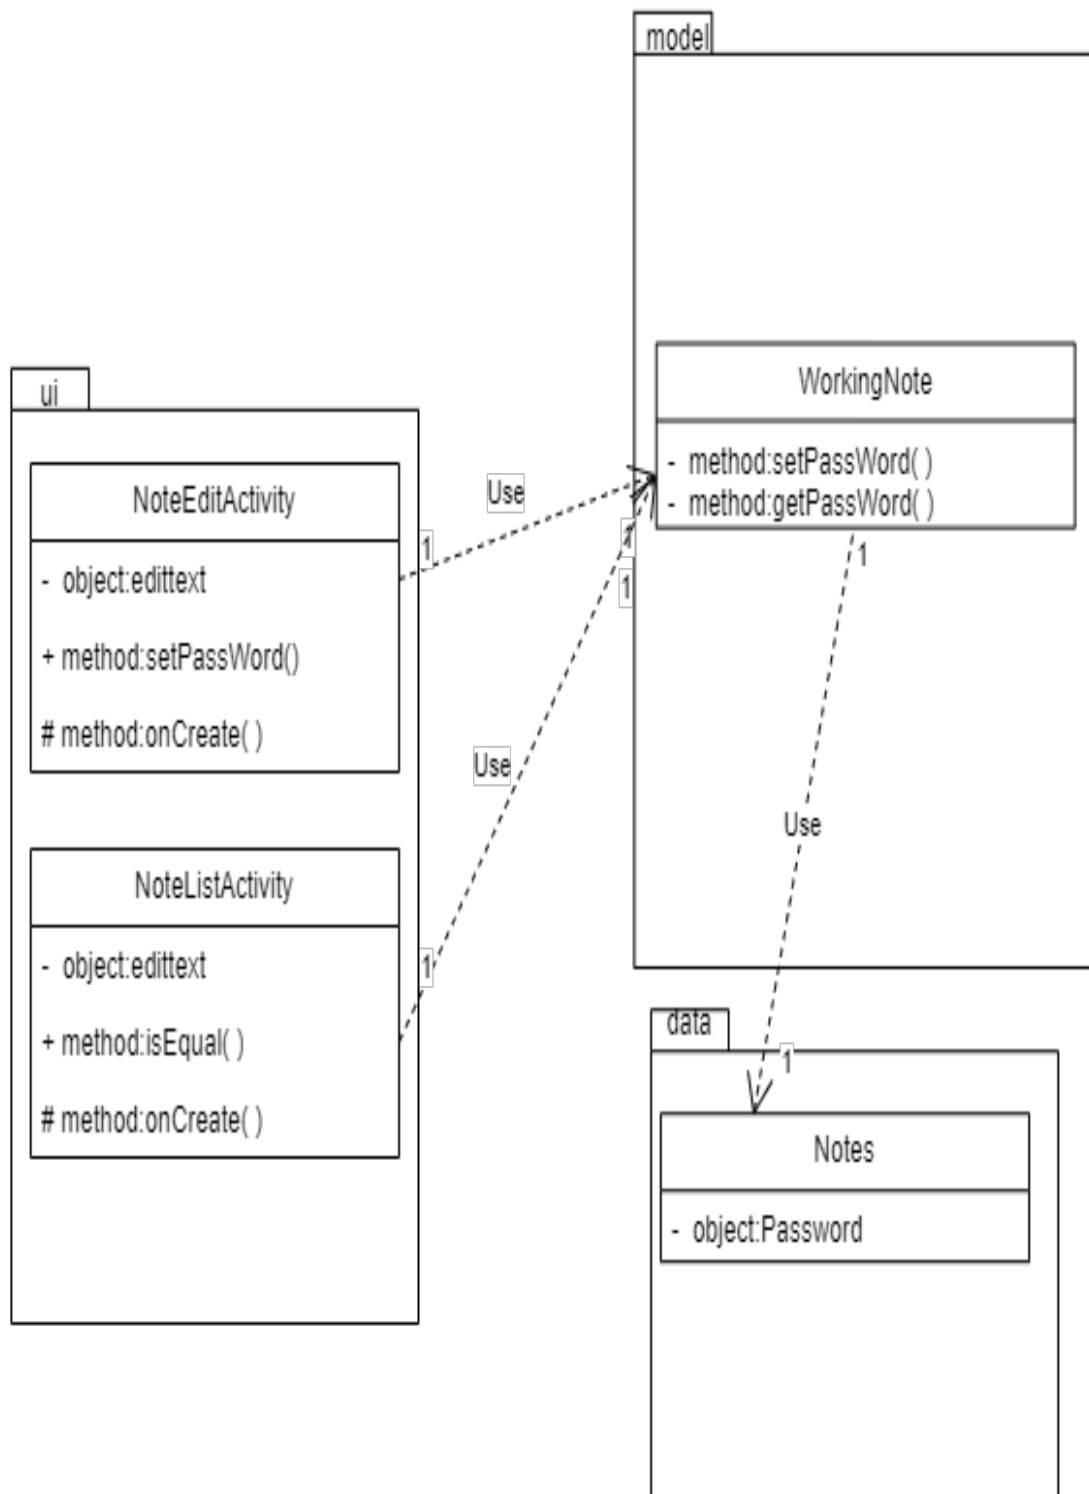 model
WorkingNote
- method:setPassWord( )
- method:getPassWord( )
1
ui
NoteEditActivity
- object:edittext
+ method:setPassWord()
# method:onCreate( )
Use
1
1
1
Use
NoteListActivity
- object:edittext
+ method:isEqual( )
# method:onCreate( )
1
Use
data
1
Notes
- object:Password